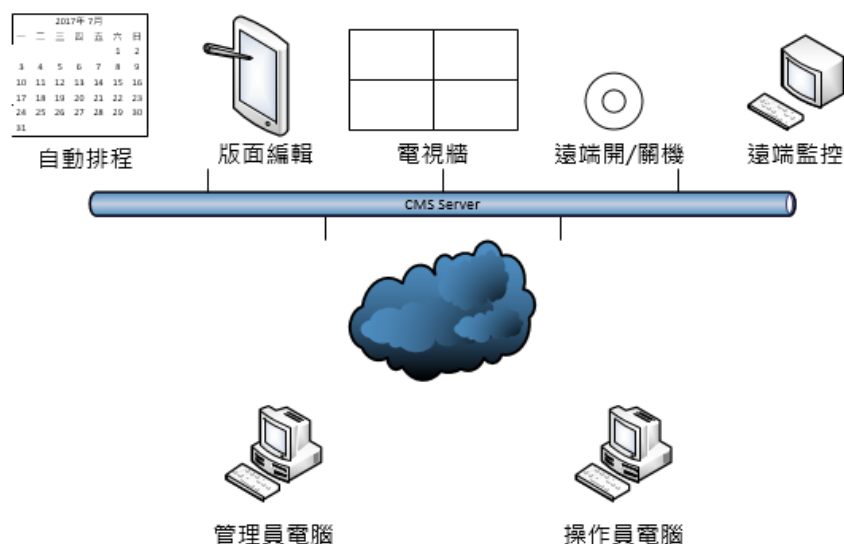 2017年 7月
一 二 三 四 五 六 日
1 2
3 4 5 6 7 8 9
10 11 12 13 14 15 16
17 18 19 20 21 22 23
24 25 26 27 28 29 30
31
自動排程
版面編輯
電視牆
遠端開/關機
遠端監控
CMS Server
管理員電腦
操作員電腦